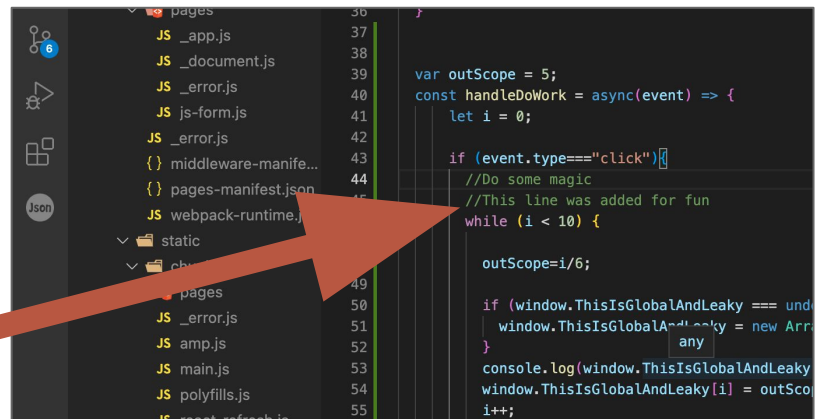 pages
36 }
6
JS _app.js
37
JS _document.js
38
JS _error.js
39 var outScope = 5;
JS js-form.js
40 const handleDoWork = async(event) => {
JS _error.js
41 let i = 0;
{ } middleware-manife...
42
{ } pages-manifest.json
43 if (event.type==="click"){
Json
JS webpack-runtime.j
44 //Do some magic
//This line was added for fun
while (i < 10) {
static
outScope=i/6;
49
pages
50 if (window.ThisIsGlobalAndLeaky === und
JS _error.js
51 window.ThisIsGlobalAndLeaky = new Arr
any
JS amp.js
52 }
JS main.js
53 console.log(window.ThisIsGlobalAndLeaky
JS polyfills.js
54 window.ThisIsGlobalAndLeaky[i] = outSco
55 i++;